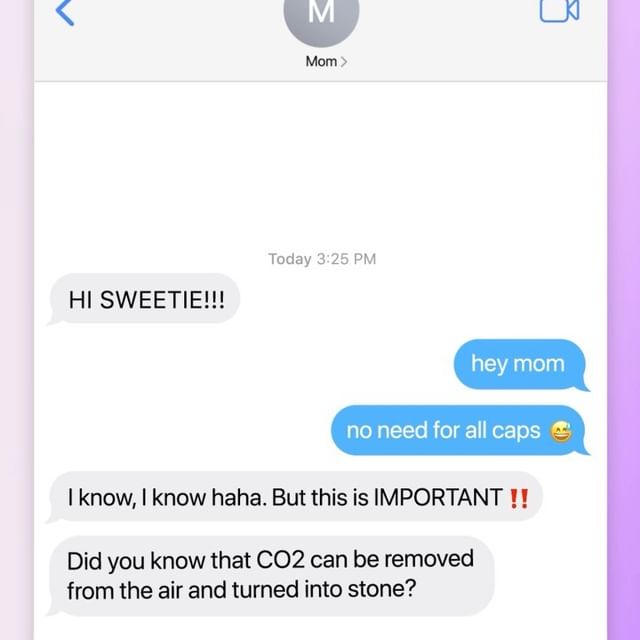 M
Mom >
Today 3:25 PM
HI SWEETIE!!!
hey mom
no need for all caps 😅
I know, I know haha. But this is IMPORTANT ‼️
Did you know that CO2 can be removed
from the air and turned into stone?